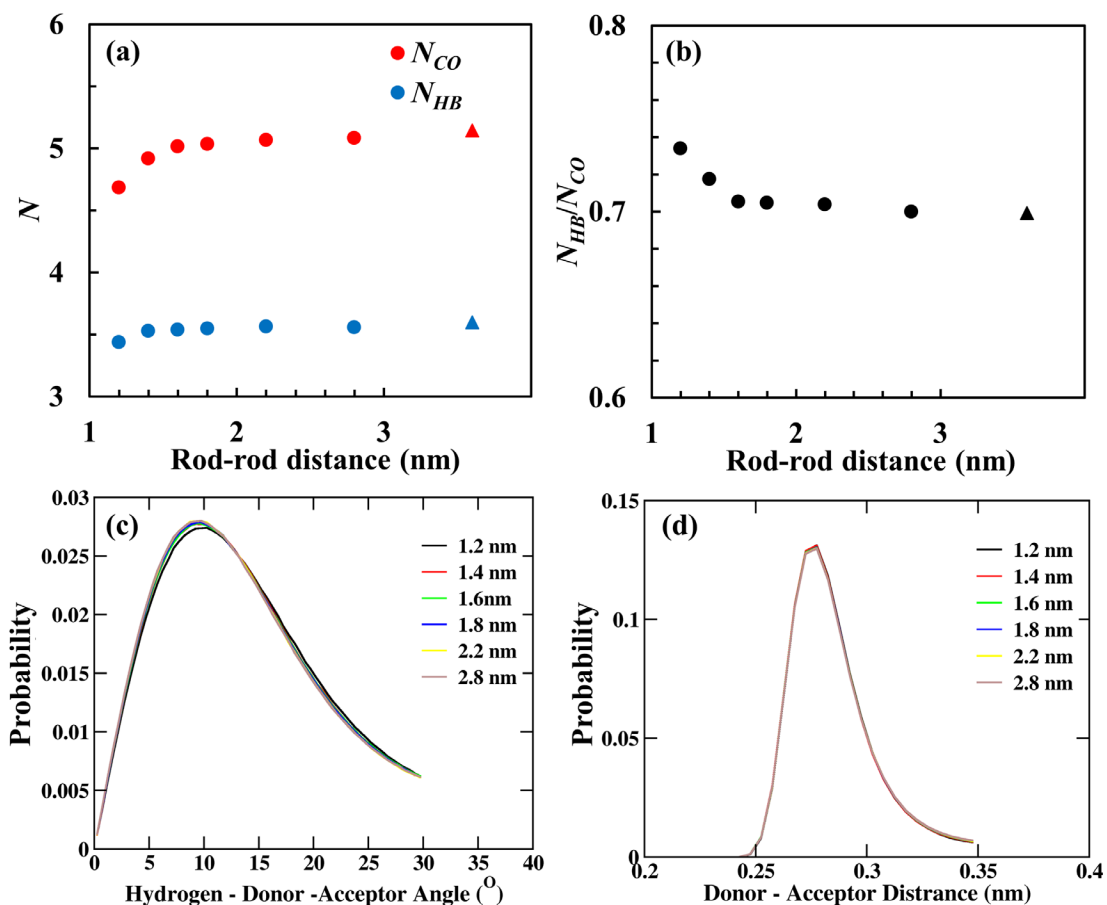 (a)
N_CO
N_HB
N
6
5
4
3
1
2
3
Rod-rod distance (nm)
(b)
N_HB/N_CO
0.8
0.7
0.6
1
2
3
Rod-rod distance (nm)
(c)
Probability
0.03
0.025
0.02
0.015
0.01
0.005
0
1.2 nm
1.4 nm
1.6nm
1.8 nm
2.2 nm
2.8 nm
0 5 10 15 20 25 30 35 40
Hydrogen - Donor -Acceptor Angle (O)
(d)
Probability
0.15
0.1
0.05
0
1.2 nm
1.4 nm
1.6 nm
1.8 nm
2.2 nm
2.8 nm
0.2 0.25 0.3 0.35 0.4
Donor - Acceptor Distrance (nm)